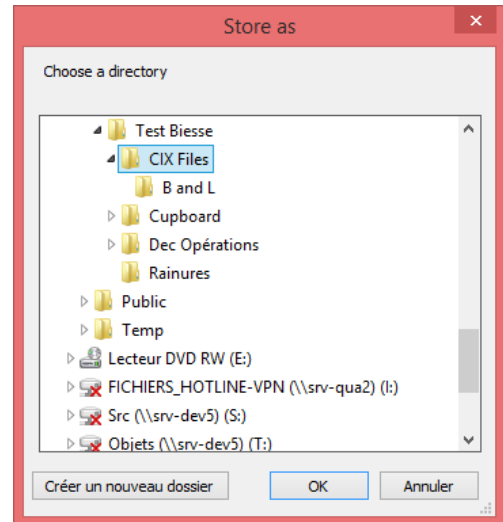 Store as
Choose a directory
Test Biesse
CIX Files
B and L
Cupboard
Dec Opérations
Rainures
Public
Temp
Lecteur DVD RW (E:)
FICHIERS_HOTLINE-VPN (\\srv-qua2) (I:)
Src (\\srv-dev5) (S:)
Objets (\\srv-dev5) (T:)
Créer un nouveau dossier OK Annuler